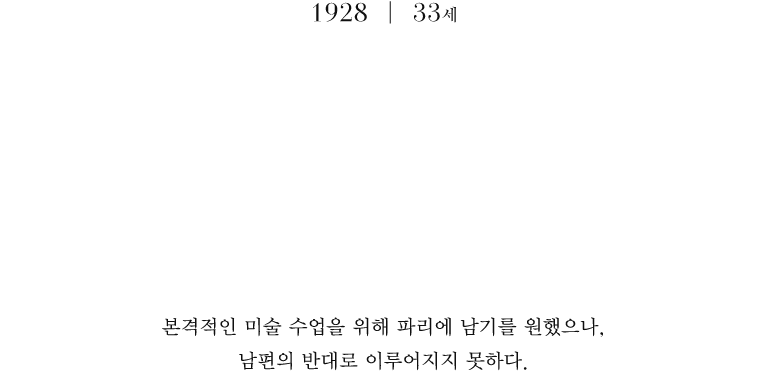 1928 | 33세
본격적인 미술 수업을 위해 파리에 남기를 원했으나,
남편의 반대로 이루어지지 못하다.